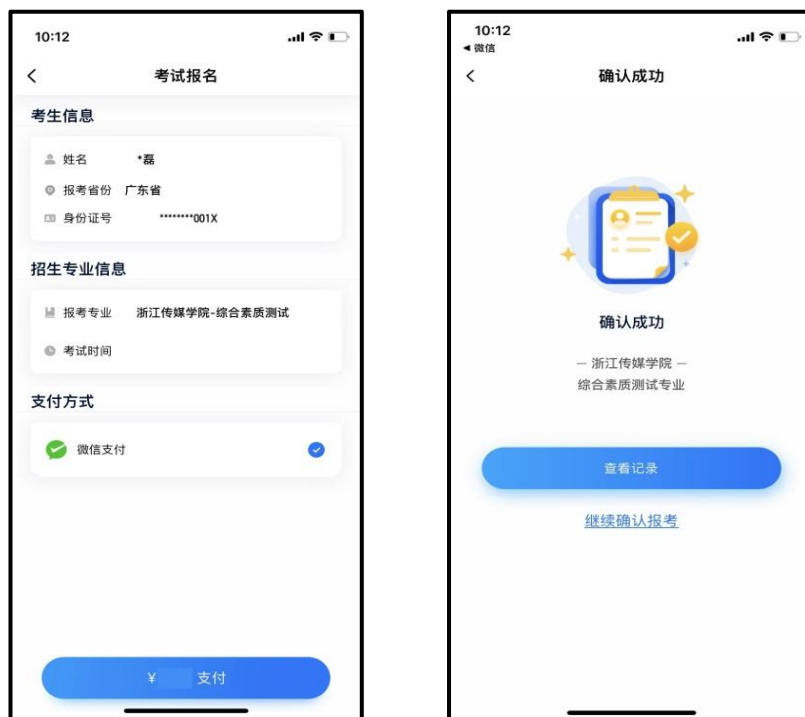 10:12
考试报名
考生信息
姓名 *磊
报考省份 广东省
身份证号 ********001X
招生专业信息
报考专业 浙江传媒学院-综合素质测试
考试时间
支付方式
微信支付
¥ 支付
10:12
◀ 微信
确认成功
确认成功
— 浙江传媒学院 —
综合素质测试专业
查看记录
继续确认报考